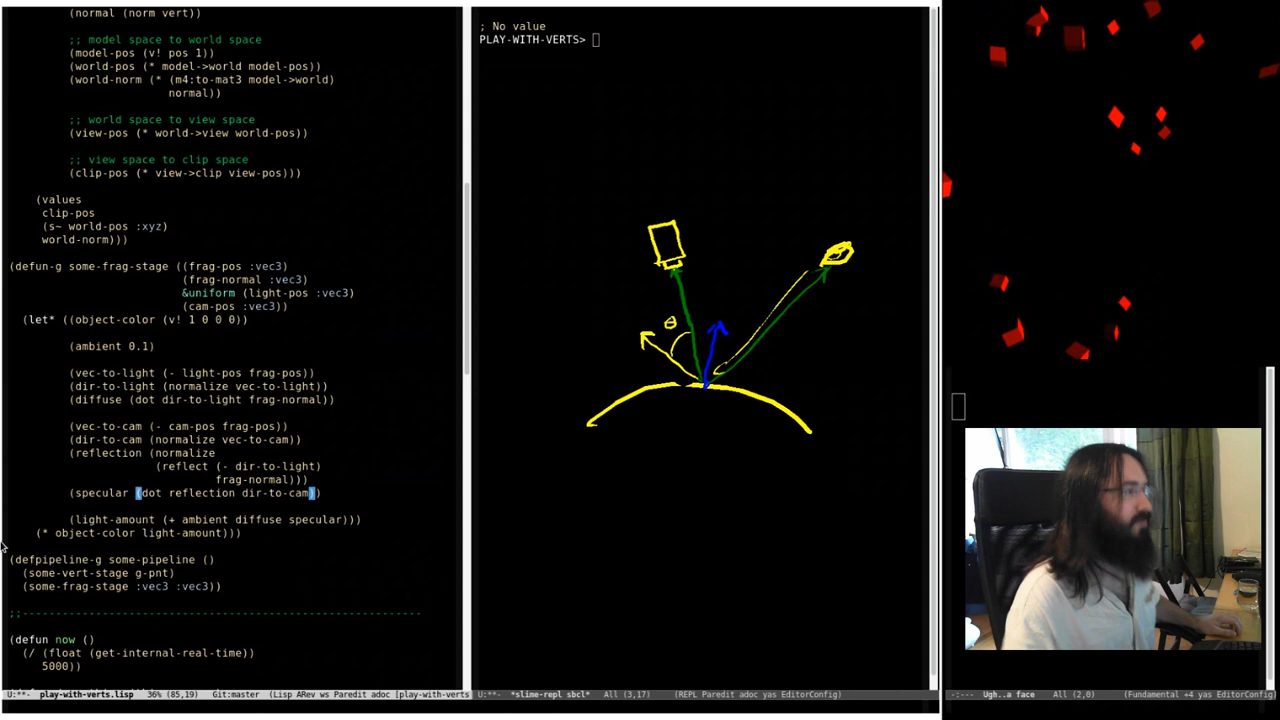 (normal (norm vert))
;; model space to world space
(model-pos (v! pos 1))
(world-pos (* model->world model-pos))
(world-norm (* (m4:to-mat3 model->world)
normal))
;; world space to view space
(view-pos (* world->view world-pos))
;; view space to clip space
(clip-pos (* view->clip view-pos)))
(values
clip-pos
(s~ world-pos :xyz)
world-norm)))
(defun-g some-frag-stage ((frag-pos :vec3)
(frag-normal :vec3)
&uniform (light-pos :vec3)
(cam-pos :vec3))
(let* ((object-color (v! 1 0 0 0))
(ambient 0.1)
(vec-to-light (- light-pos frag-pos))
(dir-to-light (normalize vec-to-light))
(diffuse (dot dir-to-light frag-normal))
(vec-to-cam (- cam-pos frag-pos))
(dir-to-cam (normalize vec-to-cam))
(reflection (normalize
(reflect (- dir-to-light)
frag-normal)))
(specular (dot reflection dir-to-cam))
(light-amount (+ ambient diffuse specular)))
(* object-color light-amount)))
(defpipeline-g some-pipeline ()
(some-vert-stage g-pnt)
(some-frag-stage :vec3 :vec3))
;;------------------------------------------------------
(defun now ()
(/ (float (get-internal-real-time))
5000))
U:**- play-with-verts.lisp 36% (85,19) Git:master (Lisp ARev ws Paredit adoc [play-with-verts
; No value
PLAY-WITH-VERTS>
θ
U:**- *slime-repl sbcl* All (3,17) (REPL Paredit adoc yas EditorConfig)
-:--- Ugh..a face All (2,0) (Fundamental +4 yas EditorConfig)